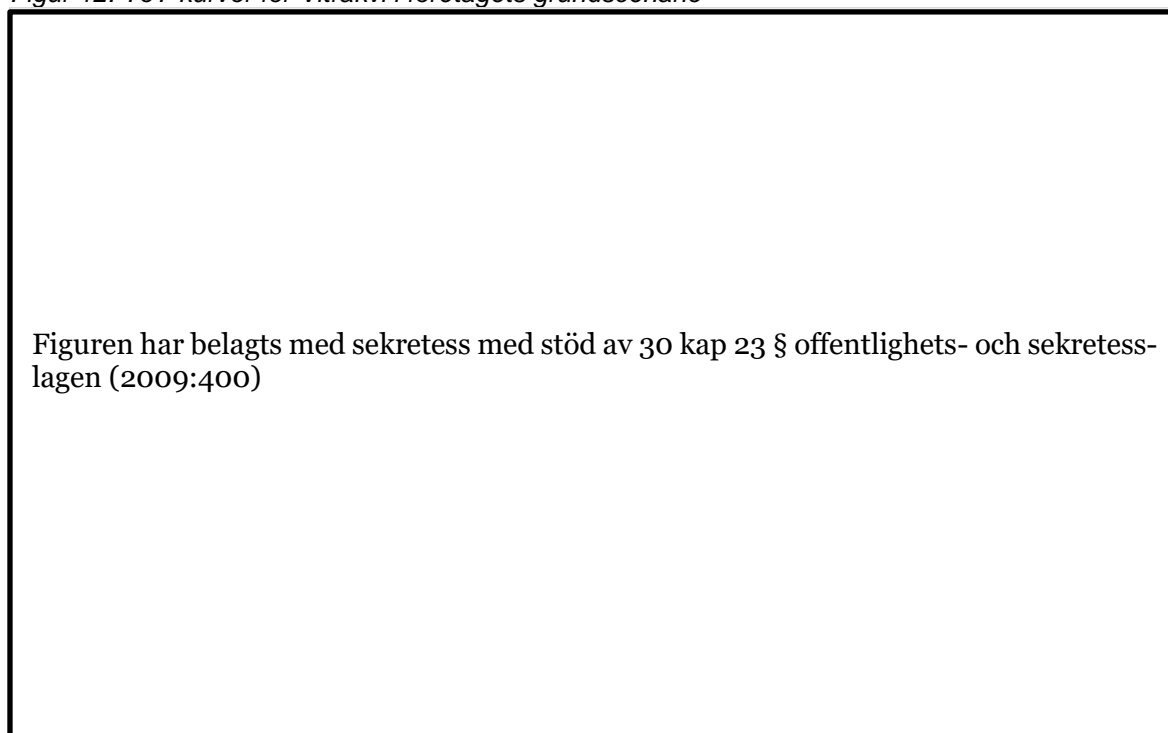 Figuren har belagts med sekretess med stöd av 30 kap 23 § offentlighets- och sekretess-
lagen (2009:400)